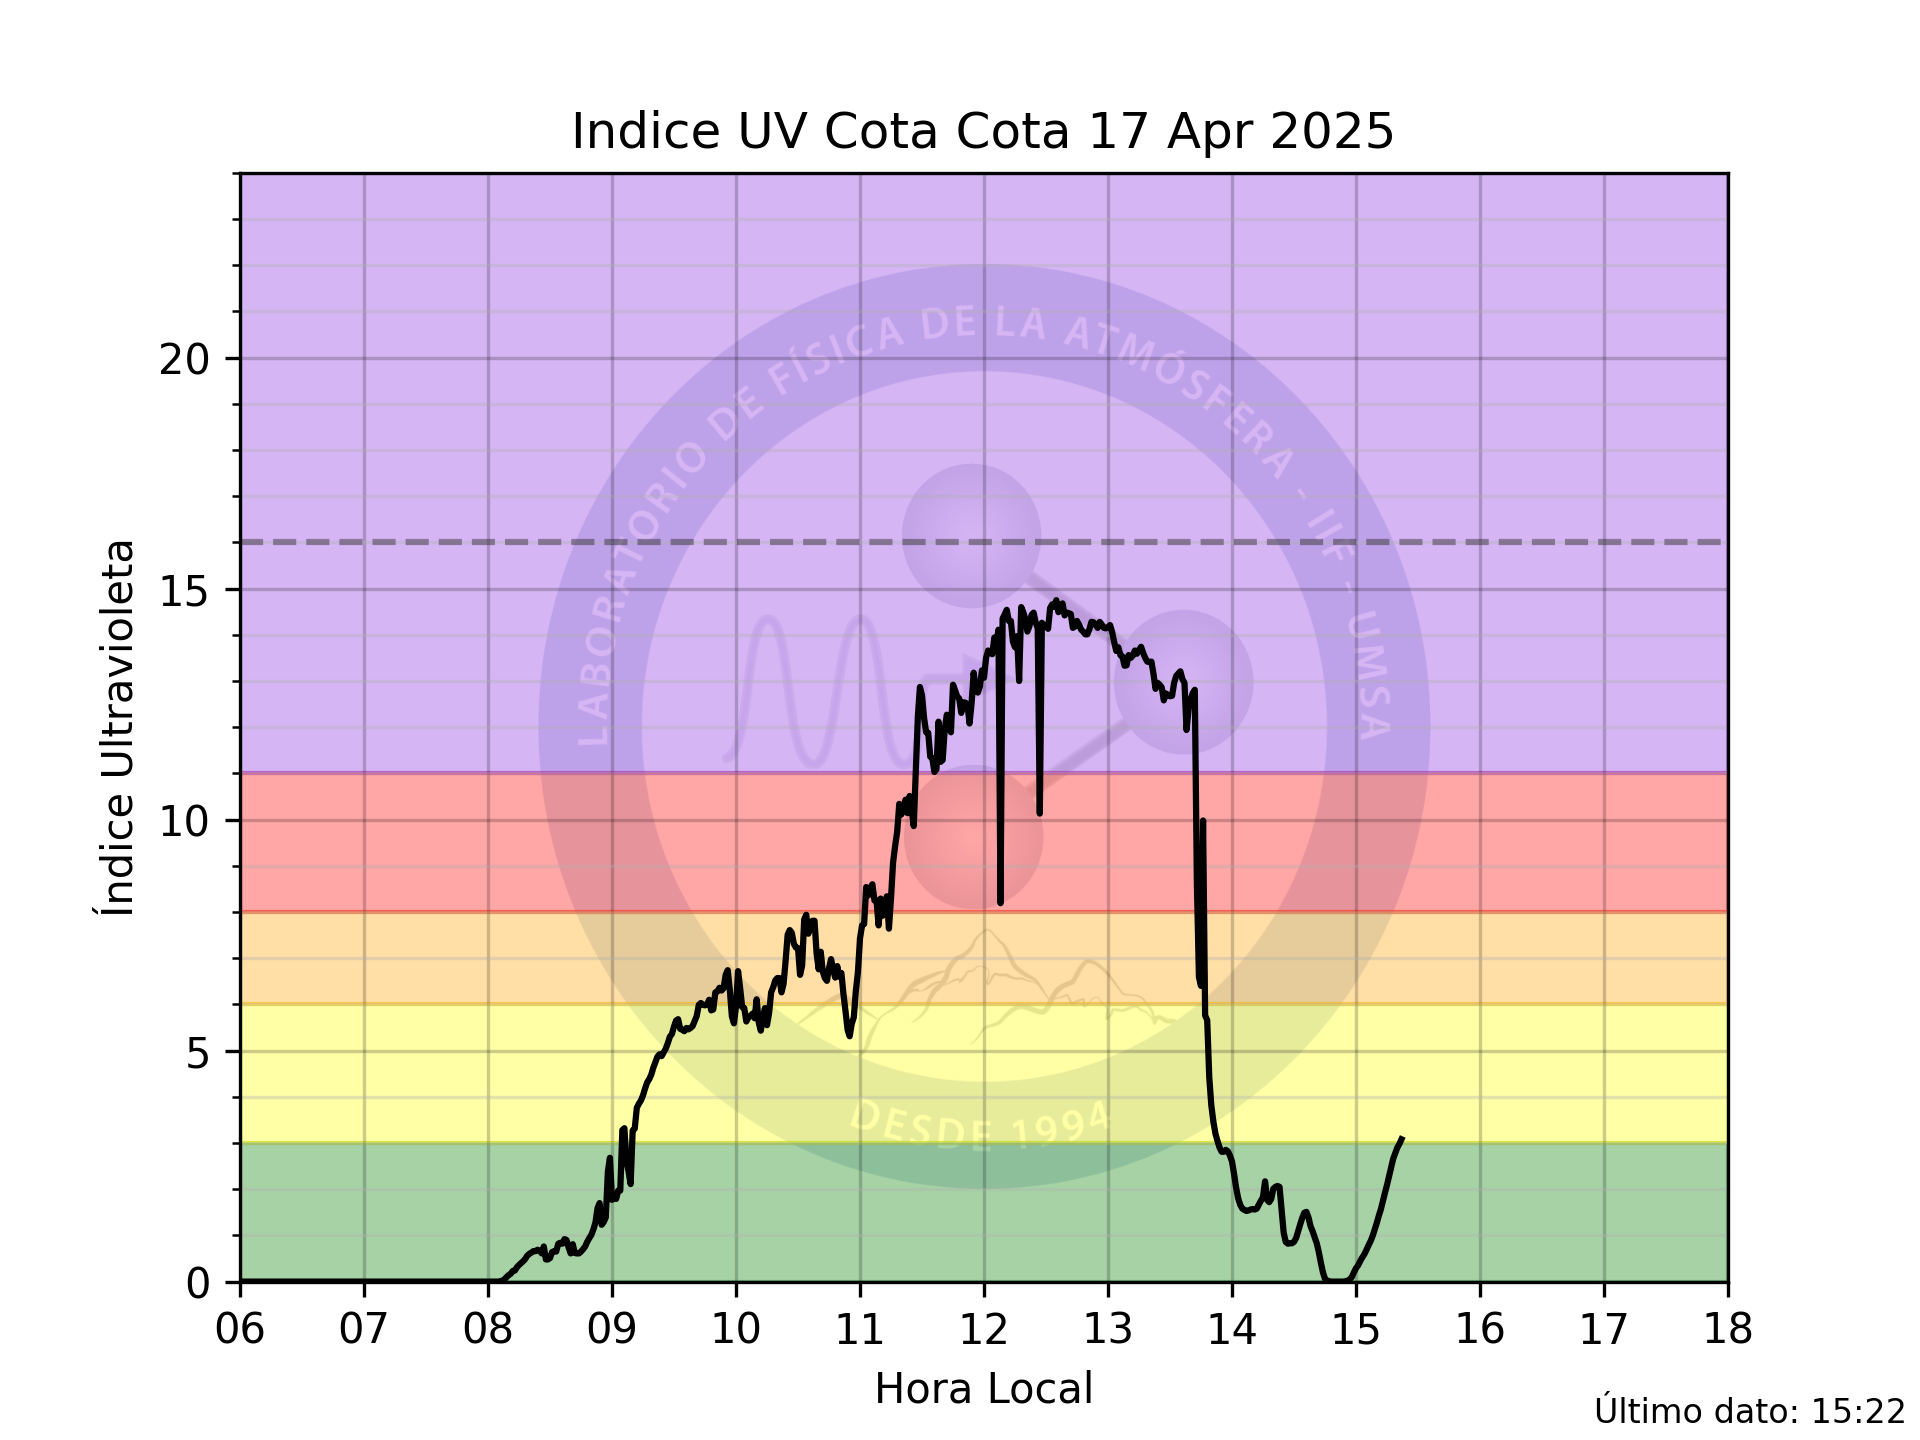 Indice UV Cota Cota 17 Apr 2025
Índice Ultravioleta
20
15
10
5
0
06 07 08 09 10 11 12 13 14 15 16 17 18
Hora Local
Último dato: 15:22
LABORATORIO DE FÍSICA DE LA ATMÓSFERA - IIF - UMSA
DESDE 1994